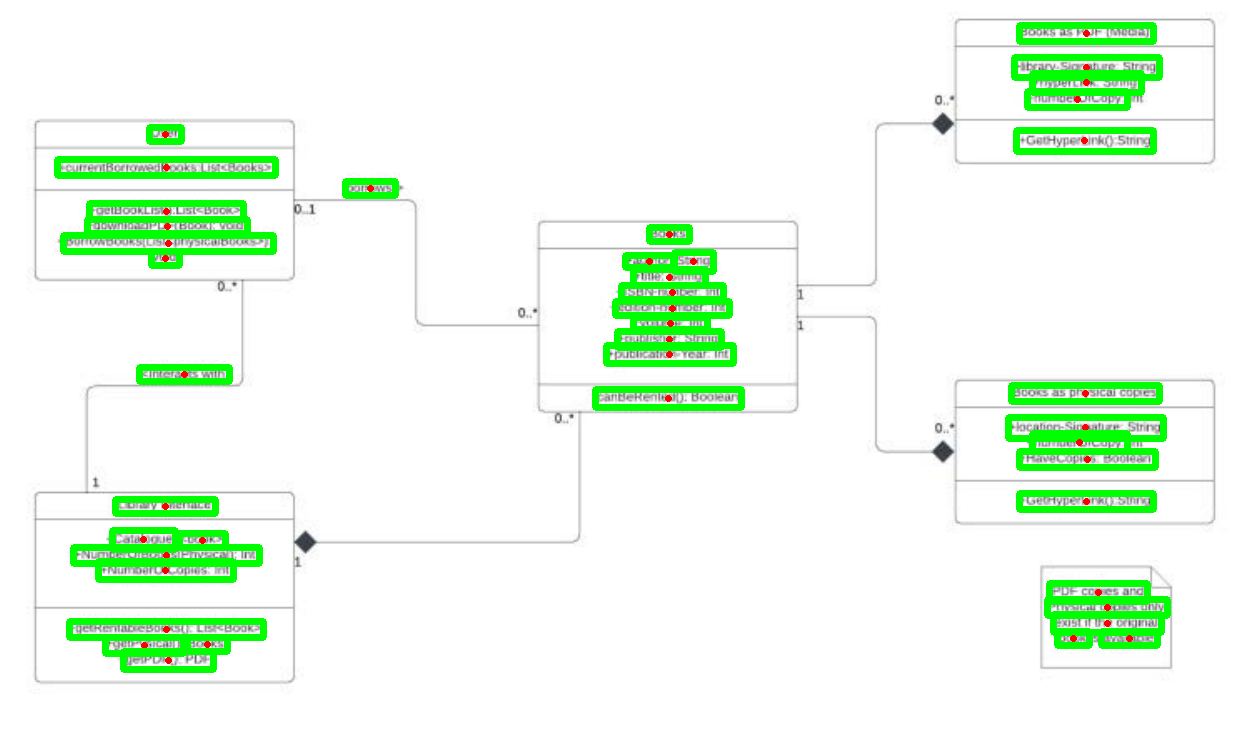 Books as PDF (Media)
+library-Signature: String
+HyperLink: String
+numberOfCopy: Int
0..*
+GetHyperLink():String
User
+currentBorrowedBooks:List<Books>
+getBookList():List<Book>
+downloadPDF(Book): void
+BorrowBooks(List<physicalBooks>):
void
0..1
borrows
0..*
Books
String
+Title: String
+ISBN-number: Int
+edition-number: Int
+volume: Int
+publisher: String
+publication-Year: Int
+canBeRented(): Boolean
0..*
1
1
0..*
<interacts with
1
Books as physical copies
+location-Signature: String
+numberOfCopy: Int
+HaveCopies: Boolean
0..*
+GetHyperLink():String
0..*
Library Interface
+Catalogue <book>
+NumberOfBooks(Physical): Int
+NumberOfCopies: Int
1
+getRentableBooks(): List<Book>
Books
+getPDF(): PDF
PDF copies and
Physical copies only
exist if the original
book is available